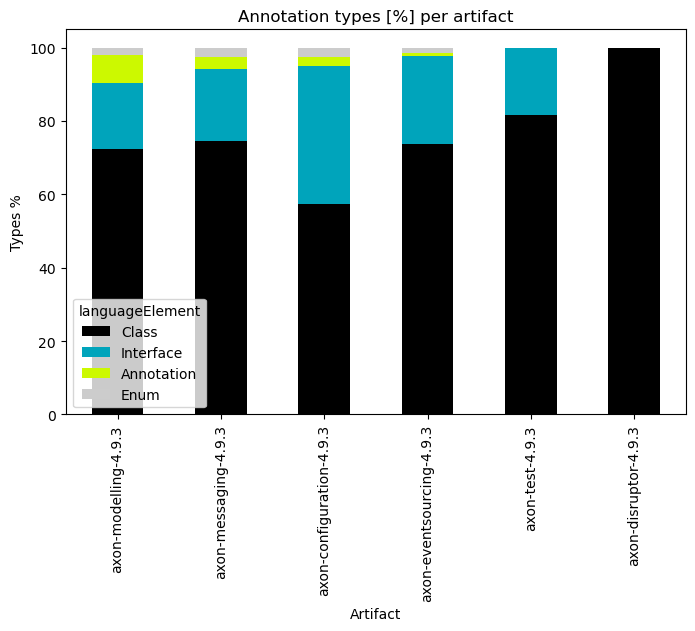 Annotation types [%] per artifact
Types %
100
80
60
40
20
0
languageElement
Class
Interface
Annotation
Enum
axon-modelling-4.9.3
axon-messaging-4.9.3
axon-configuration-4.9.3
axon-eventsourcing-4.9.3
axon-test-4.9.3
axon-disruptor-4.9.3
Artifact